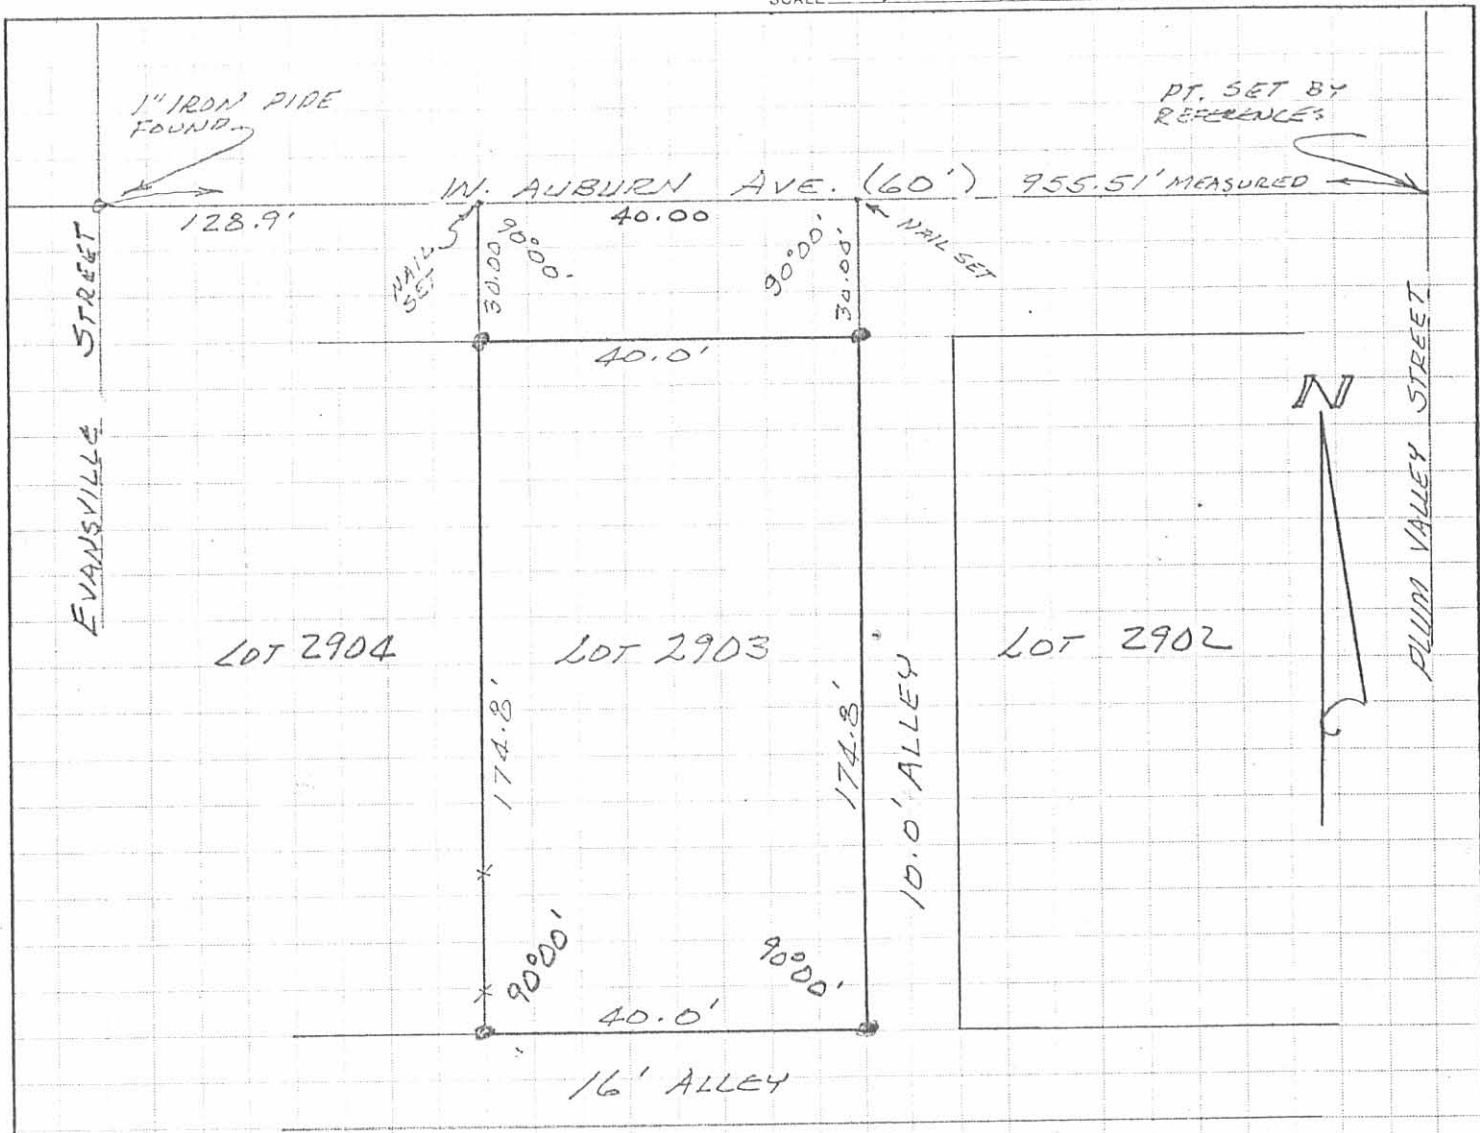 SCALE
1" IRON PIPE
FOUND
PT. SET BY
REFERENCES
W. AUBURN AVE. (60')
955.51' MEASURED
128.9'
40.00
NAIL
SET
30.00
90°00'
90°00'
30.00'
NAIL SET
EVANSVILLE STREET
40.0'
N
PLUM VALLEY STREET
LOT 2904
LOT 2903
LOT 2902
174.8'
174.8'
10.0' ALLEY
90°00'
90°00'
40.0'
16' ALLEY